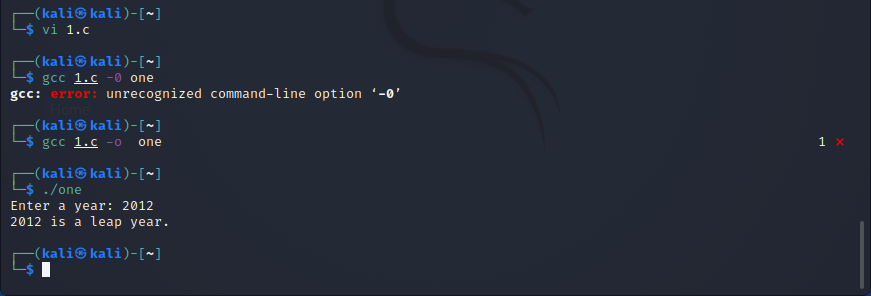 ┌──(kali㉿kali)-[~]
└─$ vi 1.c
┌──(kali㉿kali)-[~]
└─$ gcc 1.c -0 one
gcc: error: unrecognized command-line option ‘-0’
Home
┌──(kali㉿kali)-[~]
└─$ gcc 1.c -o  one 1 ⨯
┌──(kali㉿kali)-[~]
└─$ ./one
Enter a year: 2012
2012 is a leap year.
┌──(kali㉿kali)-[~]
└─$